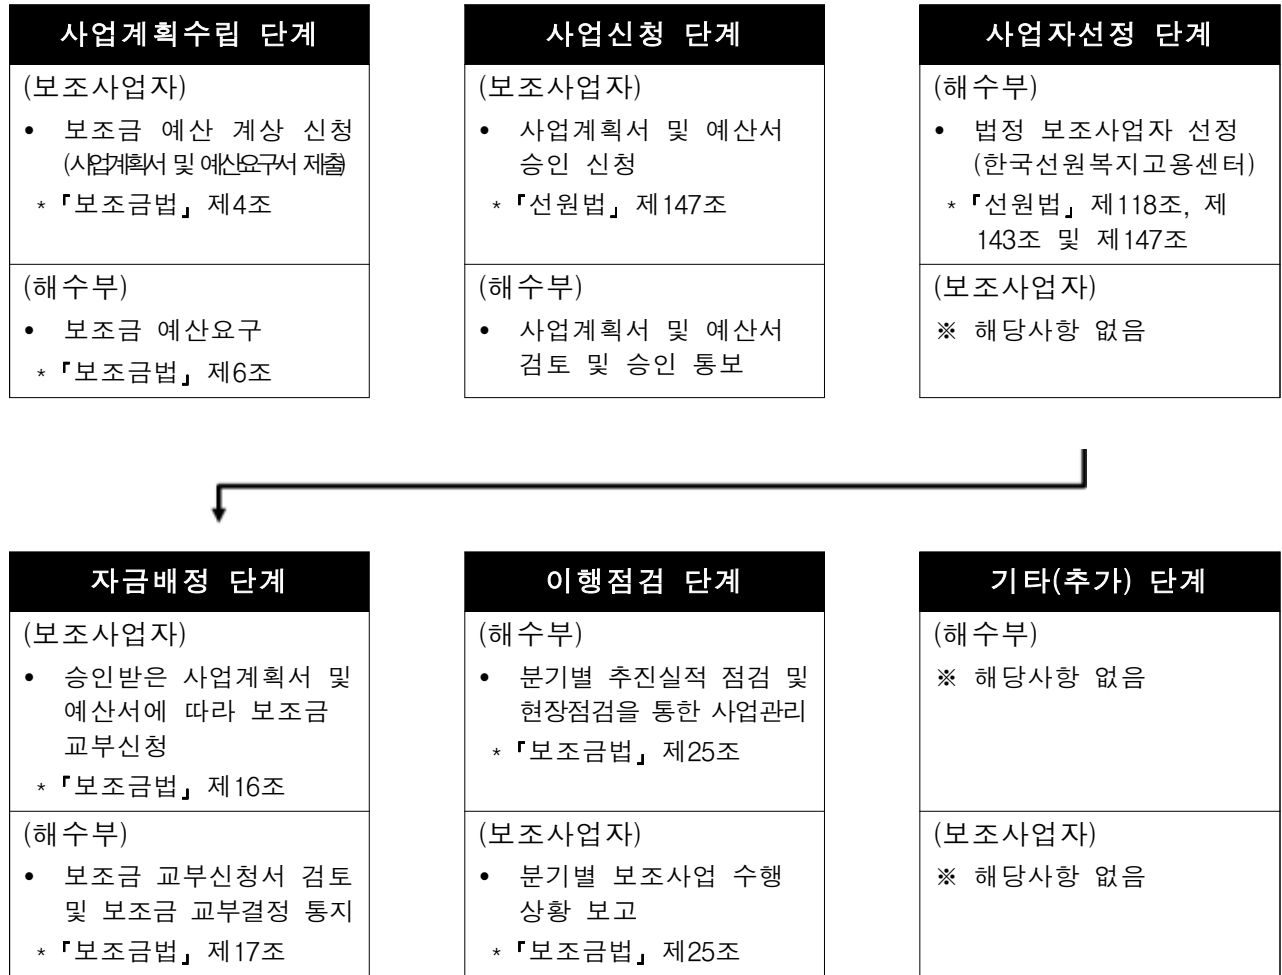 사업계획수립 단계
(보조사업자)
• 보조금 예산 계상 신청
(사업계획서 및 예산요구서 제출)
* 「보조금법」 제4조
(해수부)
• 보조금 예산요구
* 「보조금법」 제6조
사업신청 단계
(보조사업자)
• 사업계획서 및 예산서
승인 신청
* 「선원법」 제147조
(해수부)
• 사업계획서 및 예산서
검토 및 승인 통보
사업자선정 단계
(해수부)
• 법정 보조사업자 선정
(한국선원복지고용센터)
* 「선원법」 제118조, 제
143조 및 제147조
(보조사업자)
※ 해당사항 없음
자금배정 단계
(보조사업자)
• 승인받은 사업계획서 및
예산서에 따라 보조금
교부신청
* 「보조금법」 제16조
(해수부)
• 보조금 교부신청서 검토
및 보조금 교부결정 통지
* 「보조금법」 제17조
이행점검 단계
(해수부)
• 분기별 추진실적 점검 및
현장점검을 통한 사업관리
* 「보조금법」 제25조
(보조사업자)
• 분기별 보조사업 수행
상황 보고
* 「보조금법」 제25조
기타(추가) 단계
(해수부)
※ 해당사항 없음
(보조사업자)
※ 해당사항 없음